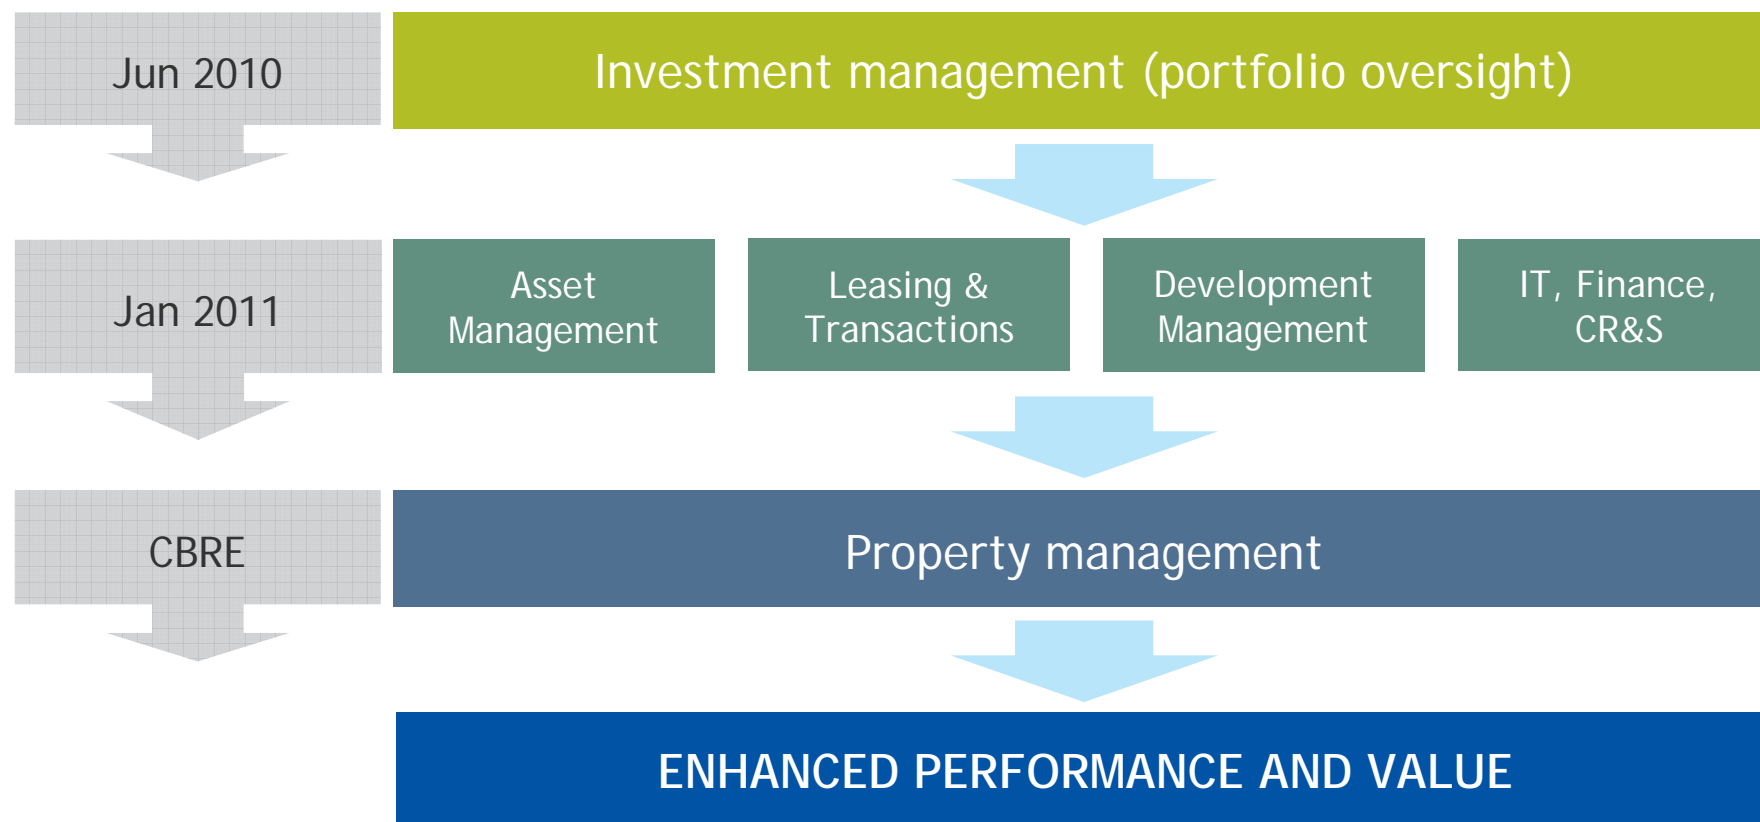 Jun 2010
Investment management (portfolio oversight)
Jan 2011
Asset
Management
Leasing &
Transactions
Development
Management
IT, Finance,
CR&S
CBRE
Property management
ENHANCED PERFORMANCE AND VALUE